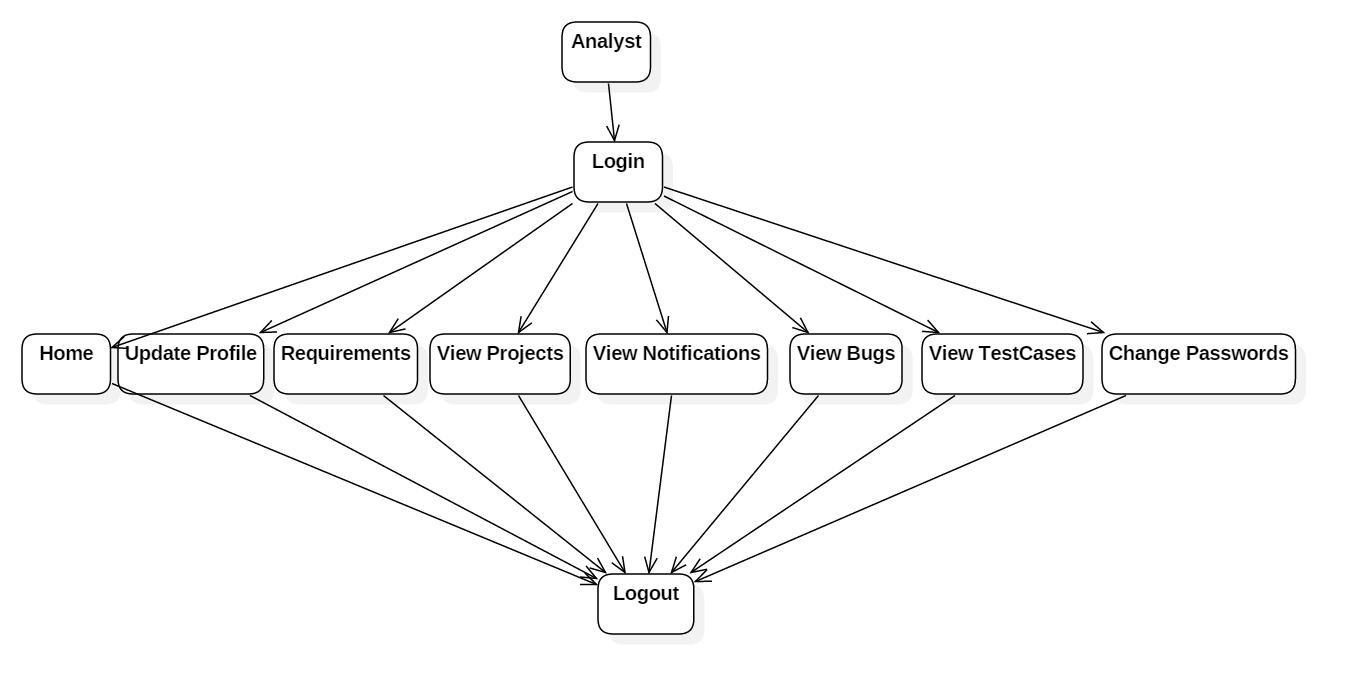 Analyst
Login
Home
Update Profile
Requirements
View Projects
View Notifications
View Bugs
View TestCases
Change Passwords
Logout